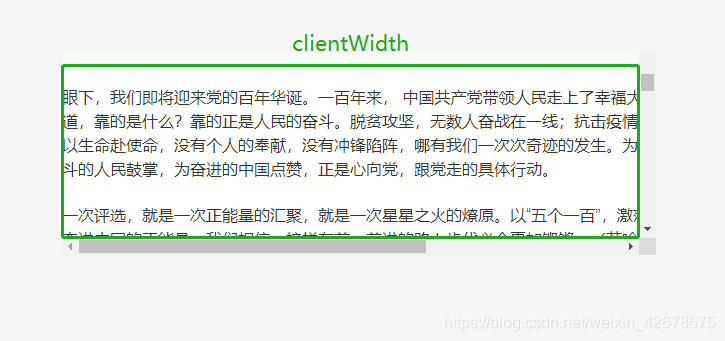 clientWidth
眼下，我们即将迎来党的百年华诞。一百年来， 中国共产党带领人民走上了幸福大
道，靠的是什么？靠的正是人民的奋斗。脱贫攻坚，无数人奋战在一线；抗击疫情
以生命赴使命，没有个人的奉献，没有冲锋陷阵，哪有我们一次次奇迹的发生。为
斗的人民鼓掌，为奋进的中国点赞，正是心向党，跟党走的具体行动。
一次评选，就是一次正能量的汇聚，就是一次星星之火的燎原。以“五个一百”，激
https://blog.csdn.net/weixin_42678675